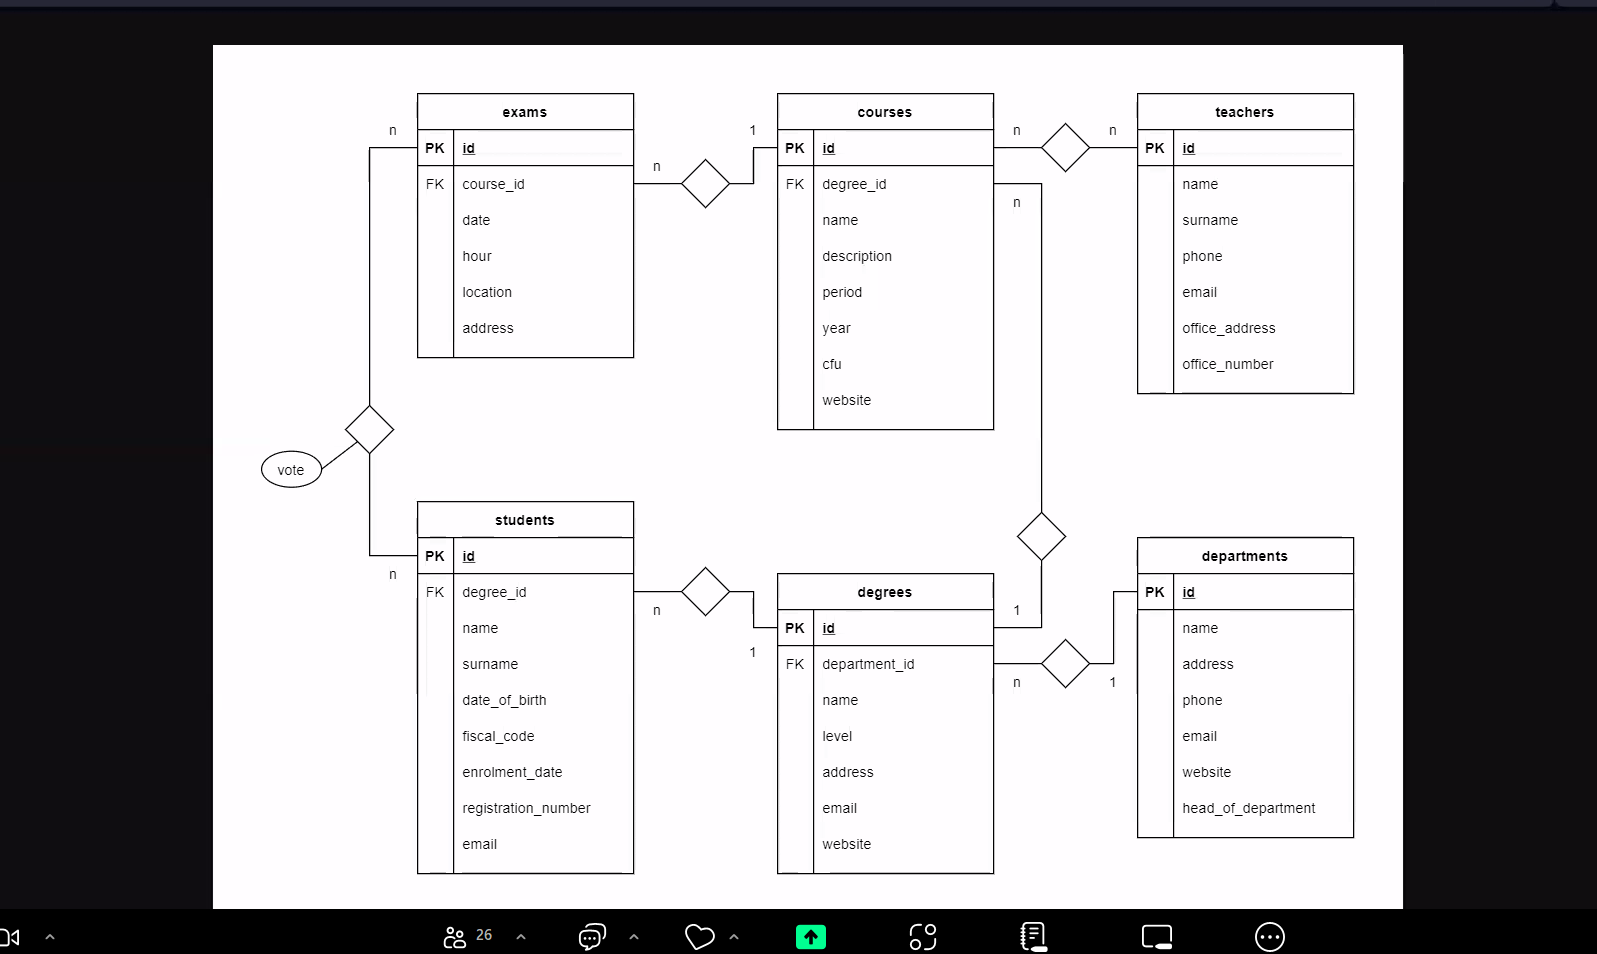 exams
PK id
FK course_id
date
hour
location
address
n
n
1
courses
PK id
FK degree_id
name
description
period
year
cfu
website
n
n
n
1
teachers
PK id
name
surname
phone
email
office_address
office_number
vote
students
PK id
FK degree_id
name
surname
date_of_birth
fiscal_code
enrolment_date
registration_number
email
n
n
1
degrees
PK id
FK department_id
name
level
address
email
website
n
1
departments
PK id
name
address
phone
email
website
head_of_department
26